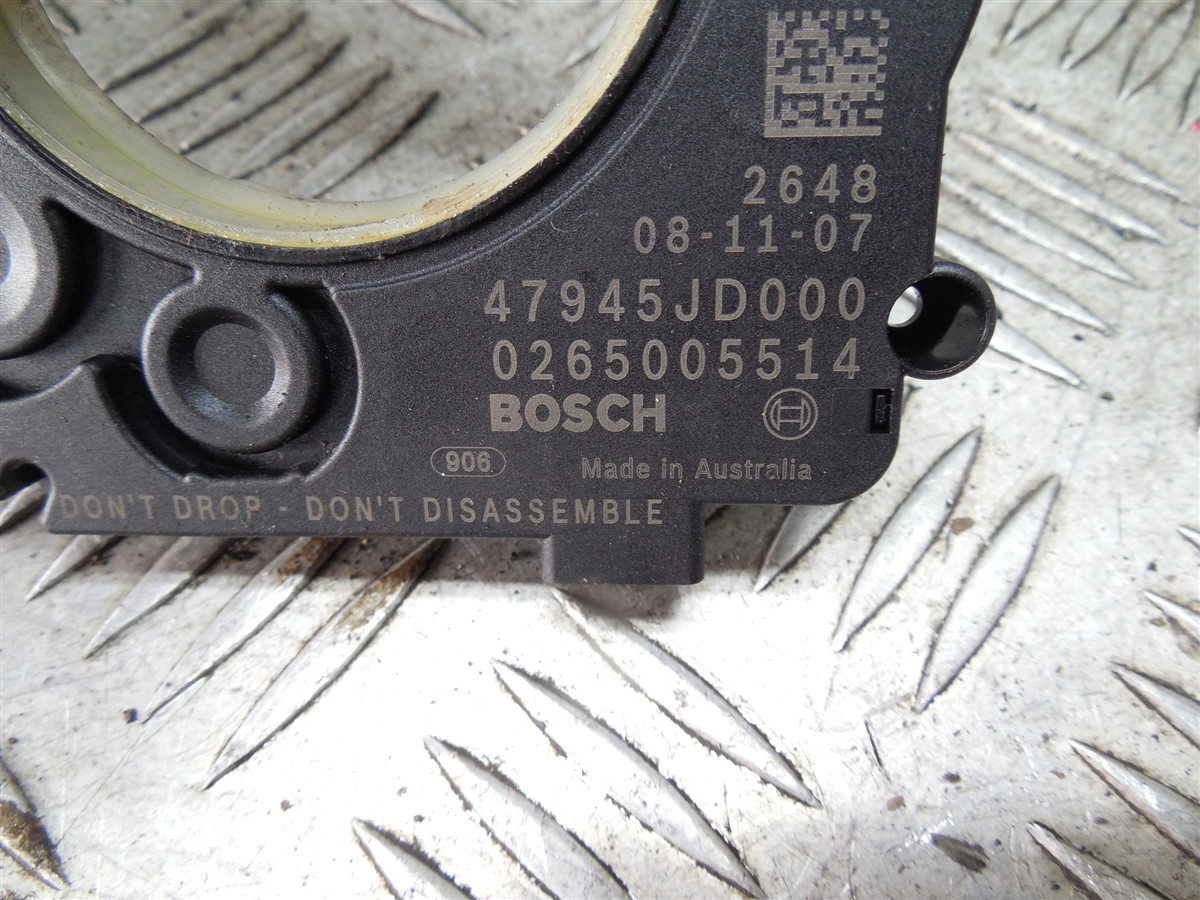 2648
08-11-07
47945JD000
0265005514
BOSCH
906 Made in Australia
DON'T DROP - DON'T DISASSEMBLE